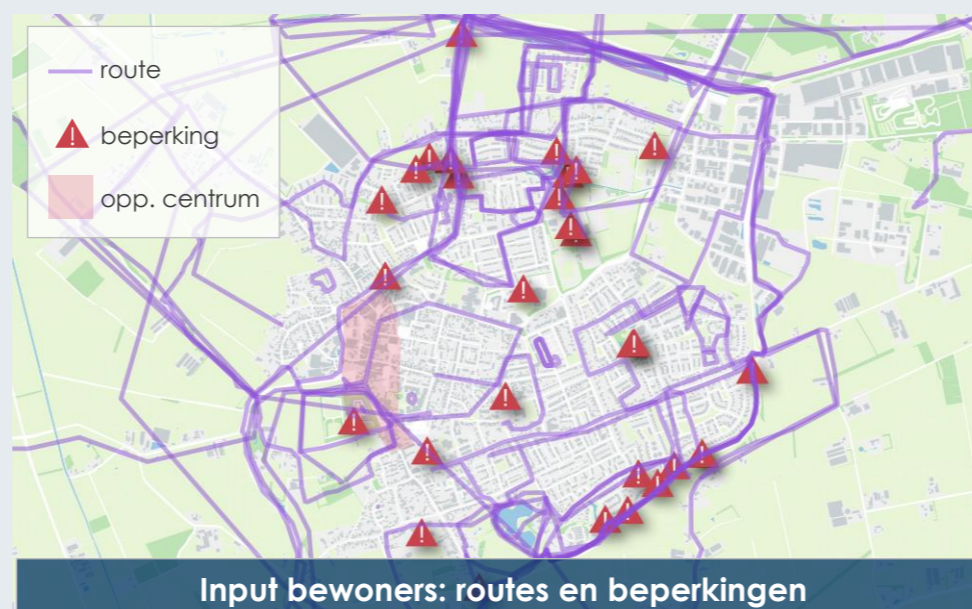 route
beperking
opp. centrum
Input bewoners: routes en beperkingen